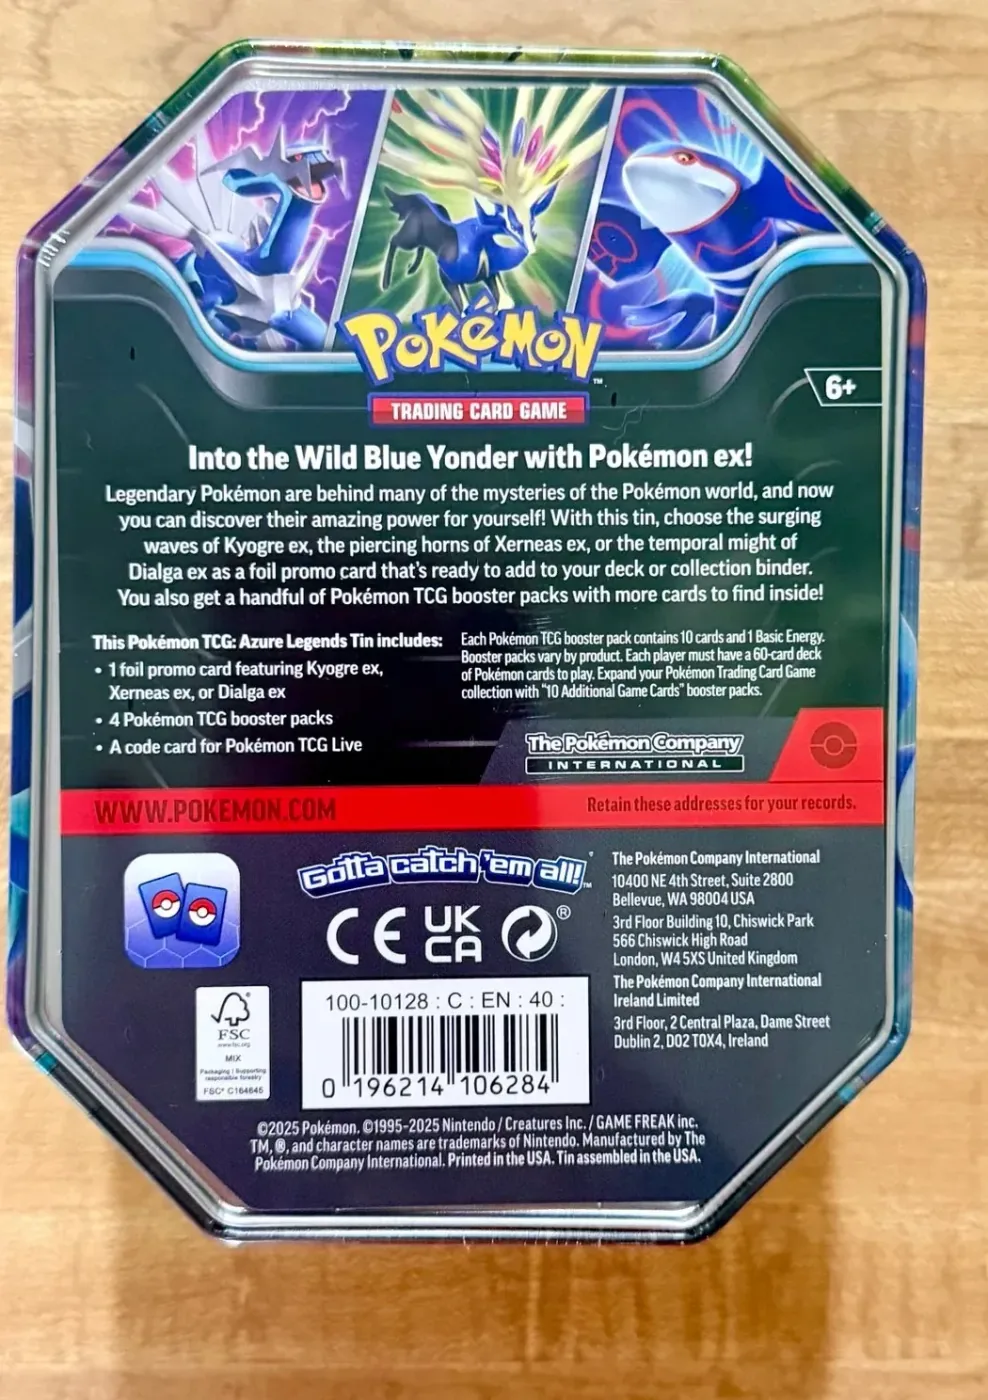 POKéMON
™
TRADING CARD GAME
6+
Into the Wild Blue Yonder with Pokémon ex!
Legendary Pokémon are behind many of the mysteries of the Pokémon world, and now
you can discover their amazing power for yourself! With this tin, choose the surging
waves of Kyogre ex, the piercing horns of Xerneas ex, or the temporal might of
Dialga ex as a foil promo card that's ready to add to your deck or collection binder.
You also get a handful of Pokémon TCG booster packs with more cards to find inside!
This Pokémon TCG: Azure Legends Tin includes:
• 1 foil promo card featuring Kyogre ex,
Xerneas ex, or Dialga ex
• 4 Pokémon TCG booster packs
• A code card for Pokémon TCG Live
Each Pokémon TCG booster pack contains 10 cards and 1 Basic Energy.
Booster packs vary by product. Each player must have a 60-card deck
of Pokémon cards to play. Expand your Pokémon Trading Card Game
collection with "10 Additional Game Cards" booster packs.
The Pokémon Company
INTERNATIONAL
WWW.POKEMON.COM
Retain these addresses for your records.
Gotta catch 'em all!™
CE UK
CA ®
The Pokémon Company International
10400 NE 4th Street, Suite 2800
Bellevue, WA 98004 USA
3rd Floor Building 10, Chiswick Park
566 Chiswick High Road
London, W4 5XS United Kingdom
The Pokémon Company International
Ireland Limited
3rd Floor, 2 Central Plaza, Dame Street
Dublin 2, D02 T0X4, Ireland
FSC
www.fsc.org
MIX
Packaging | Supporting
responsible forestry
FSC® C164645
100-10128 : C : EN : 40 :
0 196214 106284
©2025 Pokémon. ©1995-2025 Nintendo / Creatures Inc. / GAME FREAK inc.
TM, ®, and character names are trademarks of Nintendo. Manufactured by The
Pokémon Company International. Printed in the USA. Tin assembled in the USA.